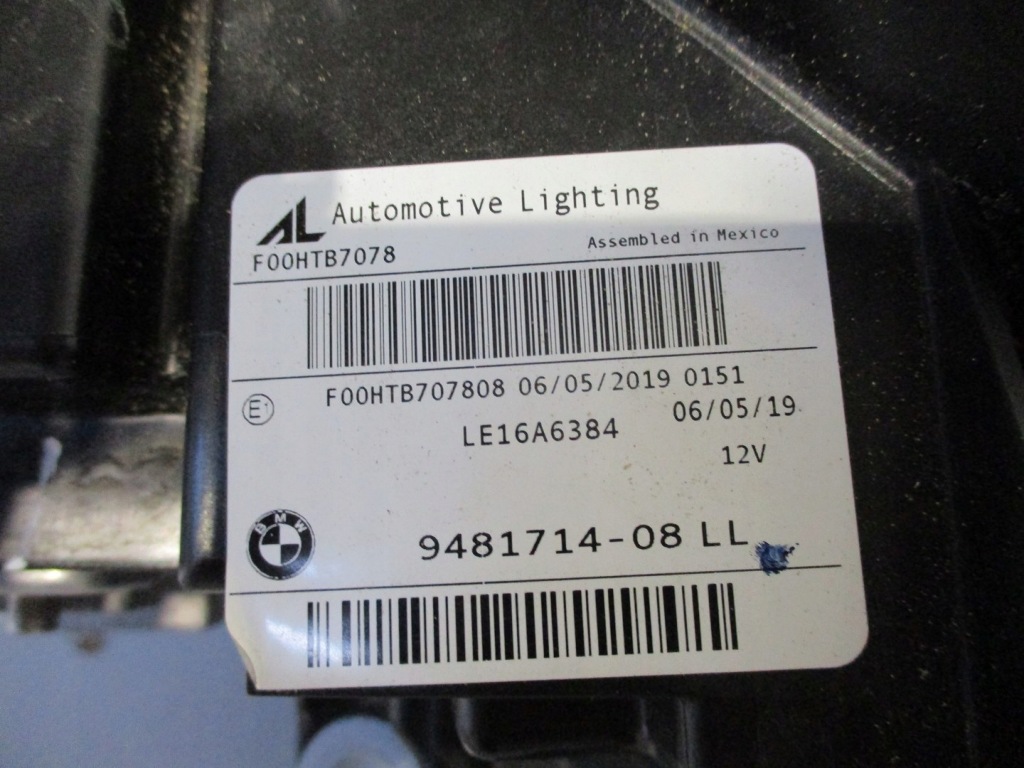 AL Automotive Lighting
F00HTB7078 Assembled in Mexico
F00HTB707808 06/05/2019 0151
E1 06/05/19
LE16A6384
12V
BMW
9481714-08 LL